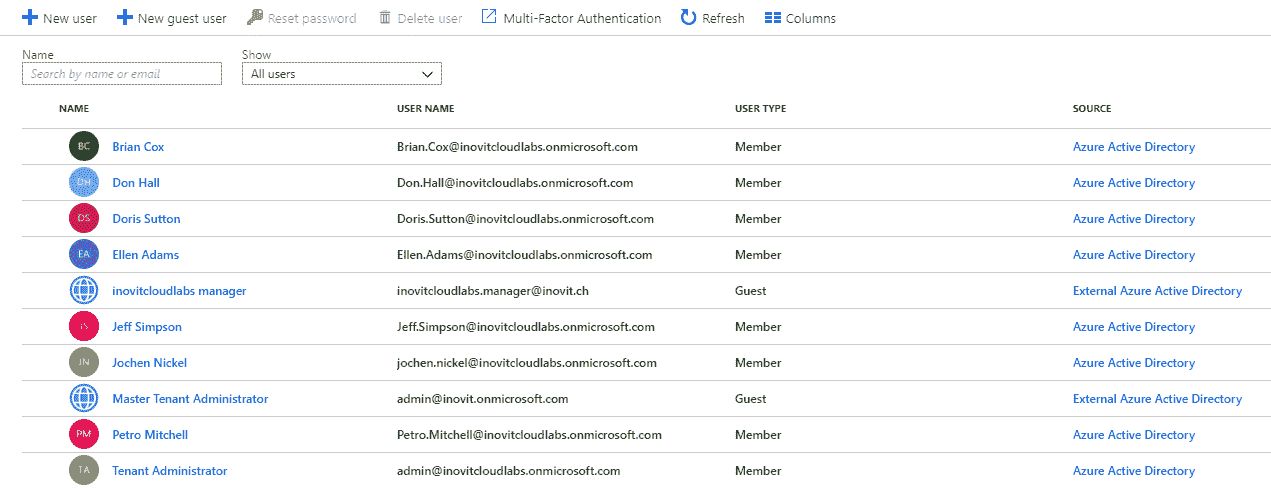 New user New guest user Reset password Delete user Multi-Factor Authentication Refresh Columns
Name Show
Search by name or email All users
NAME USER NAME USER TYPE SOURCE
BC Brian Cox Brian.Cox@inovitcloudlabs.onmicrosoft.com Member Azure Active Directory
DH Don Hall Don.Hall@inovitcloudlabs.onmicrosoft.com Member Azure Active Directory
DS Doris Sutton Doris.Sutton@inovitcloudlabs.onmicrosoft.com Member Azure Active Directory
EA Ellen Adams Ellen.Adams@inovitcloudlabs.onmicrosoft.com Member Azure Active Directory
inovitcloudlabs manager inovitcloudlabs.manager@inovit.ch Guest External Azure Active Directory
JS Jeff Simpson Jeff.Simpson@inovitcloudlabs.onmicrosoft.com Member Azure Active Directory
JN Jochen Nickel jochen.nickel@inovitcloudlabs.onmicrosoft.com Member Azure Active Directory
Master Tenant Administrator admin@inovit.onmicrosoft.com Guest External Azure Active Directory
PM Petro Mitchell Petro.Mitchell@inovitcloudlabs.onmicrosoft.com Member Azure Active Directory
TA Tenant Administrator admin@inovitcloudlabs.onmicrosoft.com Member Azure Active Directory